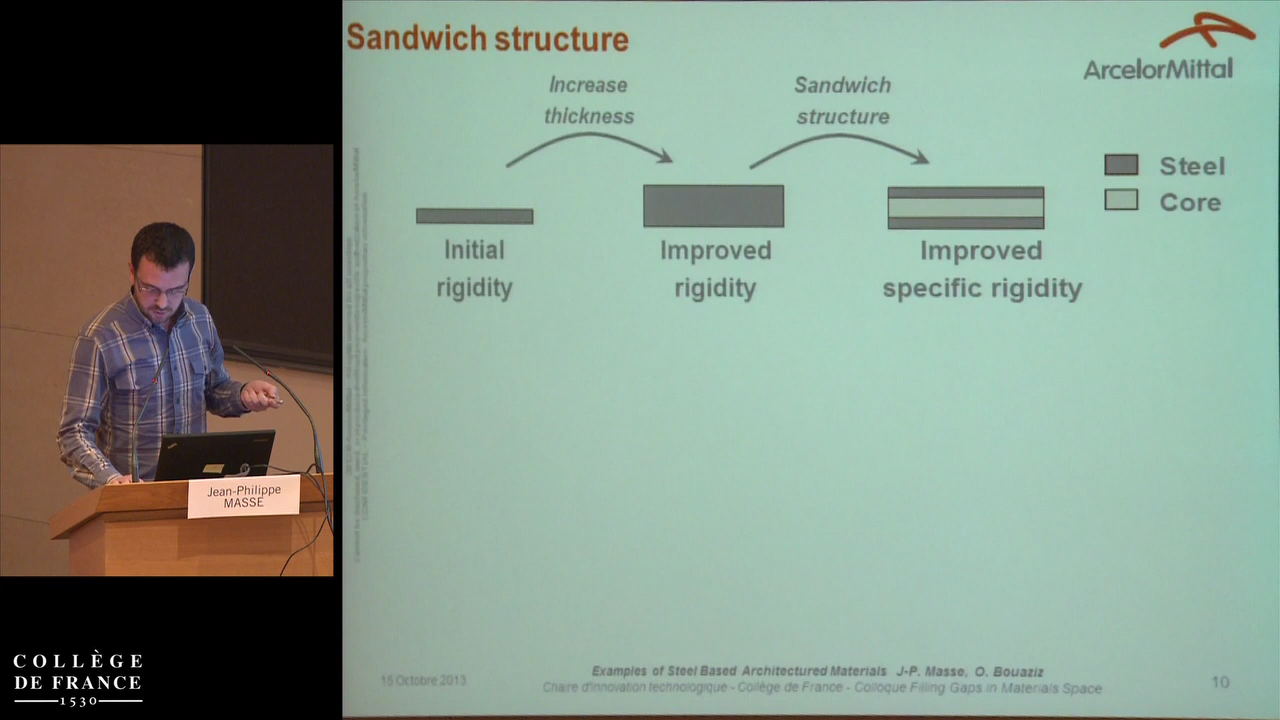 Sandwich structure
ArcelorMittal
Increase
thickness
Sandwich
structure
Steel
Core
Initial
rigidity
Improved
rigidity
Improved
specific rigidity
Jean-Philippe
MASSE
COLLÈGE
DE FRANCE
1530
15 Octobre 2013
Examples of Steel Based Architectured Materials J-P. Masse, O. Bouaziz
Chaire d'innovation technologique - Collège de France - Colloque Filling Gaps in Materials Space
10